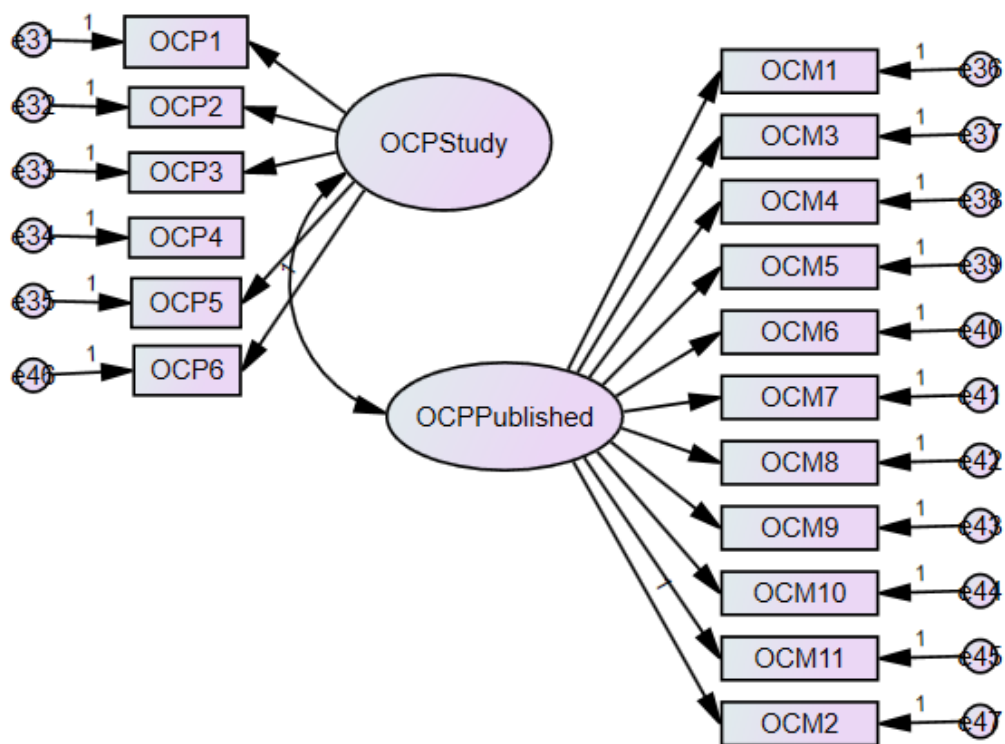 e31
1
OCP1
e32
1
OCP2
e33
1
OCP3
e34
1
OCP4
e35
1
OCP5
e46
1
OCP6
OCPStudy
1
OCPPublished
OCM1
1
e36
OCM3
1
e37
OCM4
1
e38
OCM5
1
e39
OCM6
1
e40
OCM7
1
e41
OCM8
1
e42
OCM9
1
e43
OCM10
1
e44
1
OCM11
1
e45
OCM2
1
e47